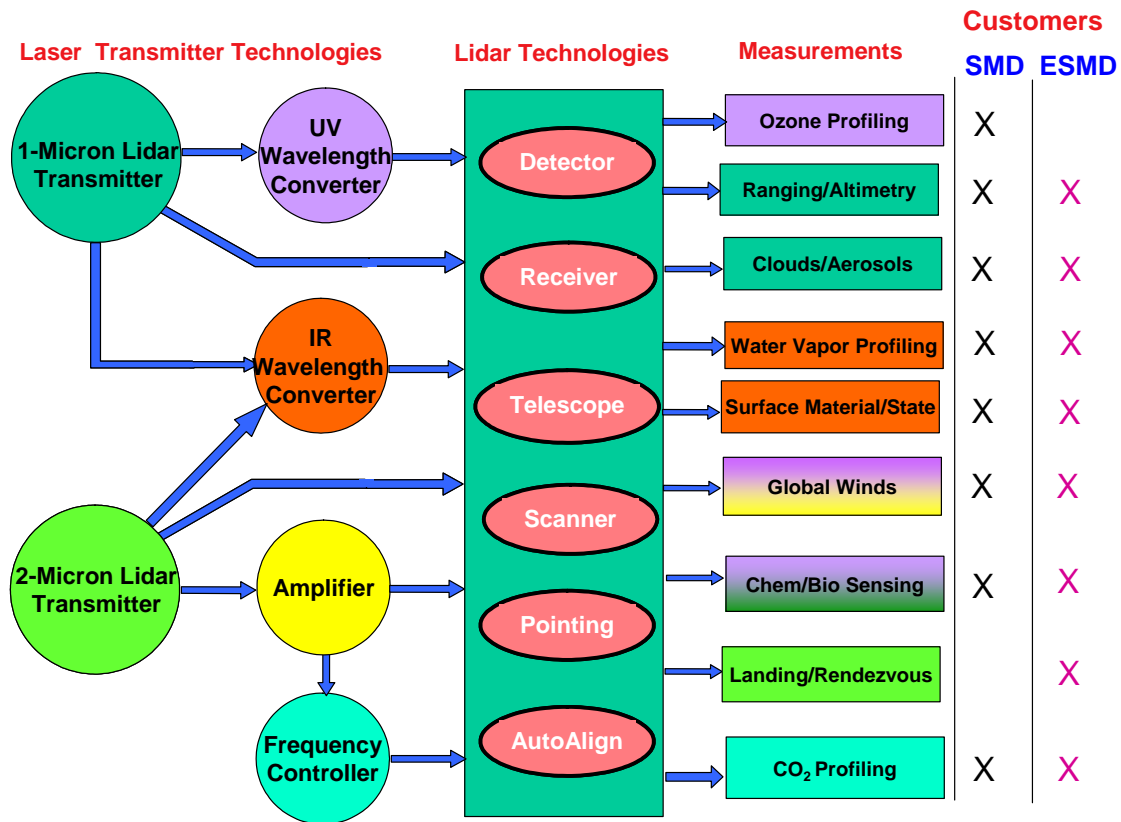 Customers
Laser Transmitter Technologies
Lidar Technologies
Measurements
SMD ESMD
1-Micron Lidar
Transmitter
UV
Wavelength
Converter
IR
Wavelength
Converter
2-Micron Lidar
Transmitter
Amplifier
Frequency
Controller
Detector
Receiver
Telescope
Scanner
Pointing
AutoAlign
Ozone Profiling X
Ranging/Altimetry X X
Clouds/Aerosols X X
Water Vapor Profiling X X
Surface Material/State X X
Global Winds X X
Chem/Bio Sensing X X
Landing/Rendezvous X
CO₂ Profiling X X